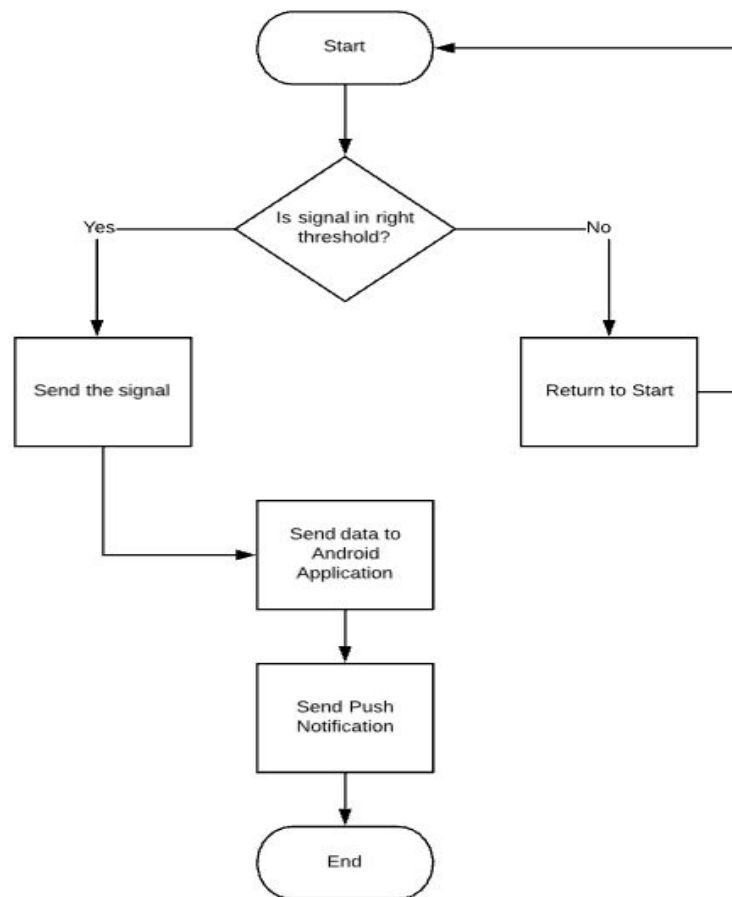 Start
Is signal in right
threshold?
Yes
No
Send the signal
Return to Start
Send data to
Android
Application
Send Push
Notification
End